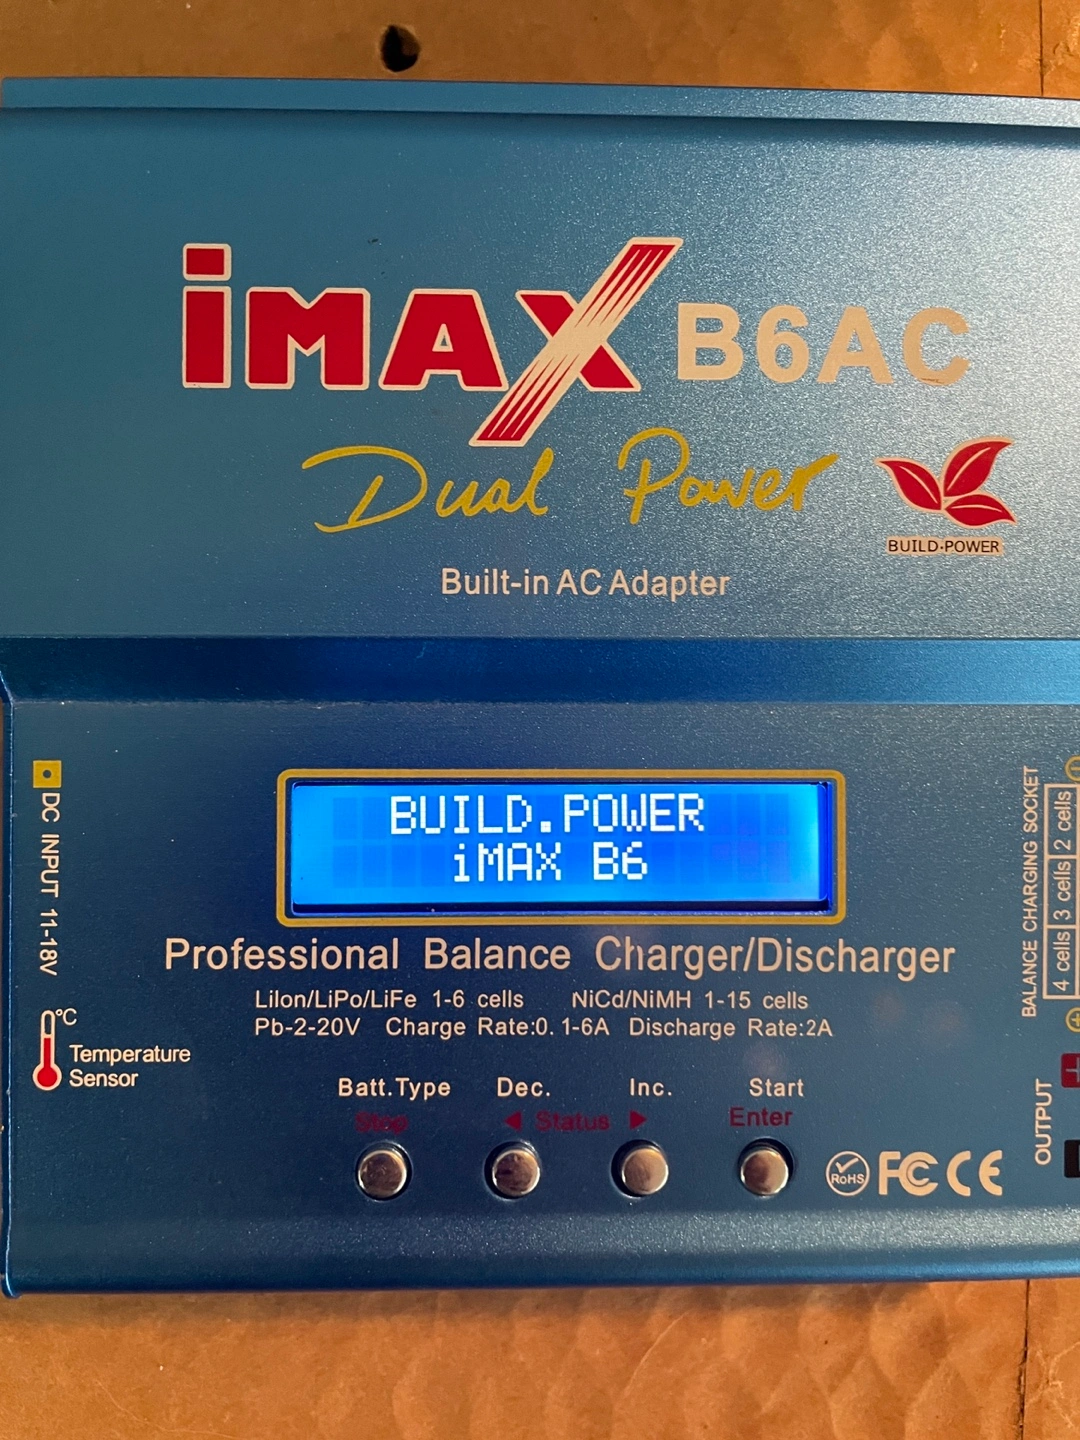 iMAX B6AC
Dual Power
BUILD·POWER
Built-in AC Adapter
DC INPUT 11-18V
BUILD.POWER
iMAX B6
Professional Balance Charger/Discharger
LiIon/LiPo/LiFe 1-6 cells NiCd/NiMH 1-15 cells
Pb-2-20V Charge Rate:0.1-6A Discharge Rate:2A
°C
Temperature
Sensor
Batt.Type Dec. Inc. Start
Stop ◀ Status ▶ Enter
RoHS FC CE
BALANCE CHARGING SOCKET
4 cells 3 cells 2 cells
OUTPUT